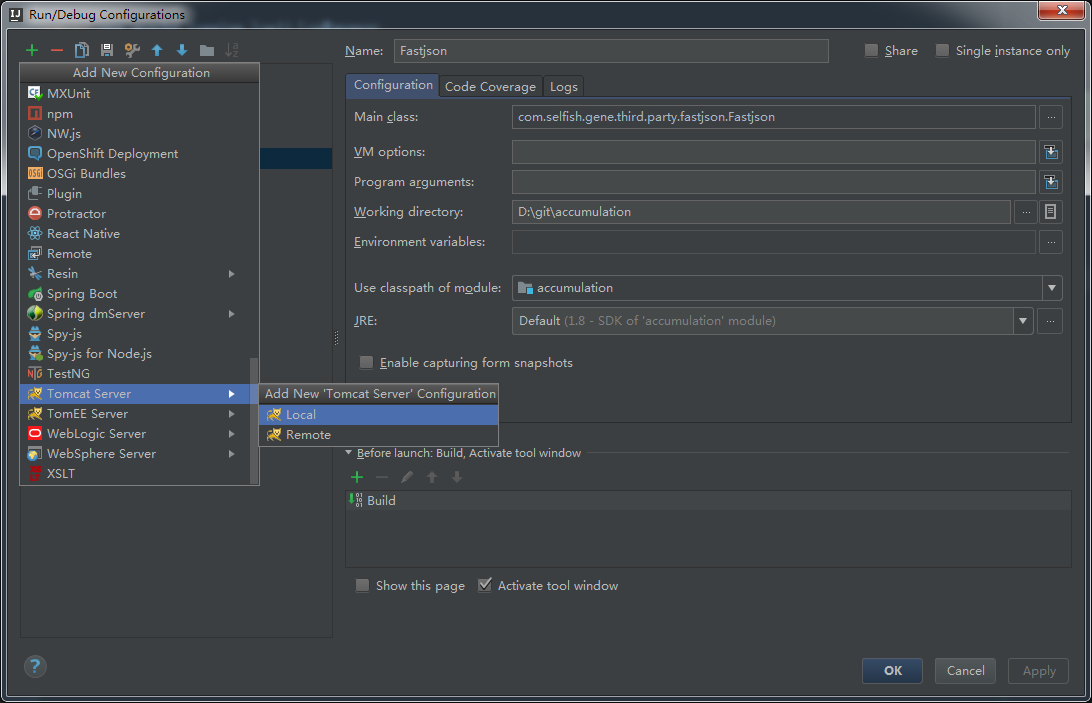 Run/Debug Configurations
Name: Fastjson Share Single instance only
Add New Configuration
MXUnit
npm
NW.js
OpenShift Deployment
OSGi Bundles
Plugin
Protractor
React Native
Remote
Resin
Spring Boot
Spring dmServer
Spy-js
Spy-js for Node.js
TestNG
Tomcat Server
TomEE Server
WebLogic Server
WebSphere Server
XSLT
Add New 'Tomcat Server' Configuration
Local
Remote
Configuration Code Coverage Logs
Main class: com.selfish.gene.third.party.fastjson.Fastjson ...
VM options:
Program arguments:
Working directory: D:\git\accumulation ...
Environment variables: ...
Use classpath of module: accumulation
JRE: Default (1.8 - SDK of 'accumulation' module) ...
Enable capturing form snapshots
Before launch: Build, Activate tool window
Build
Show this page Activate tool window
?
OK Cancel Apply